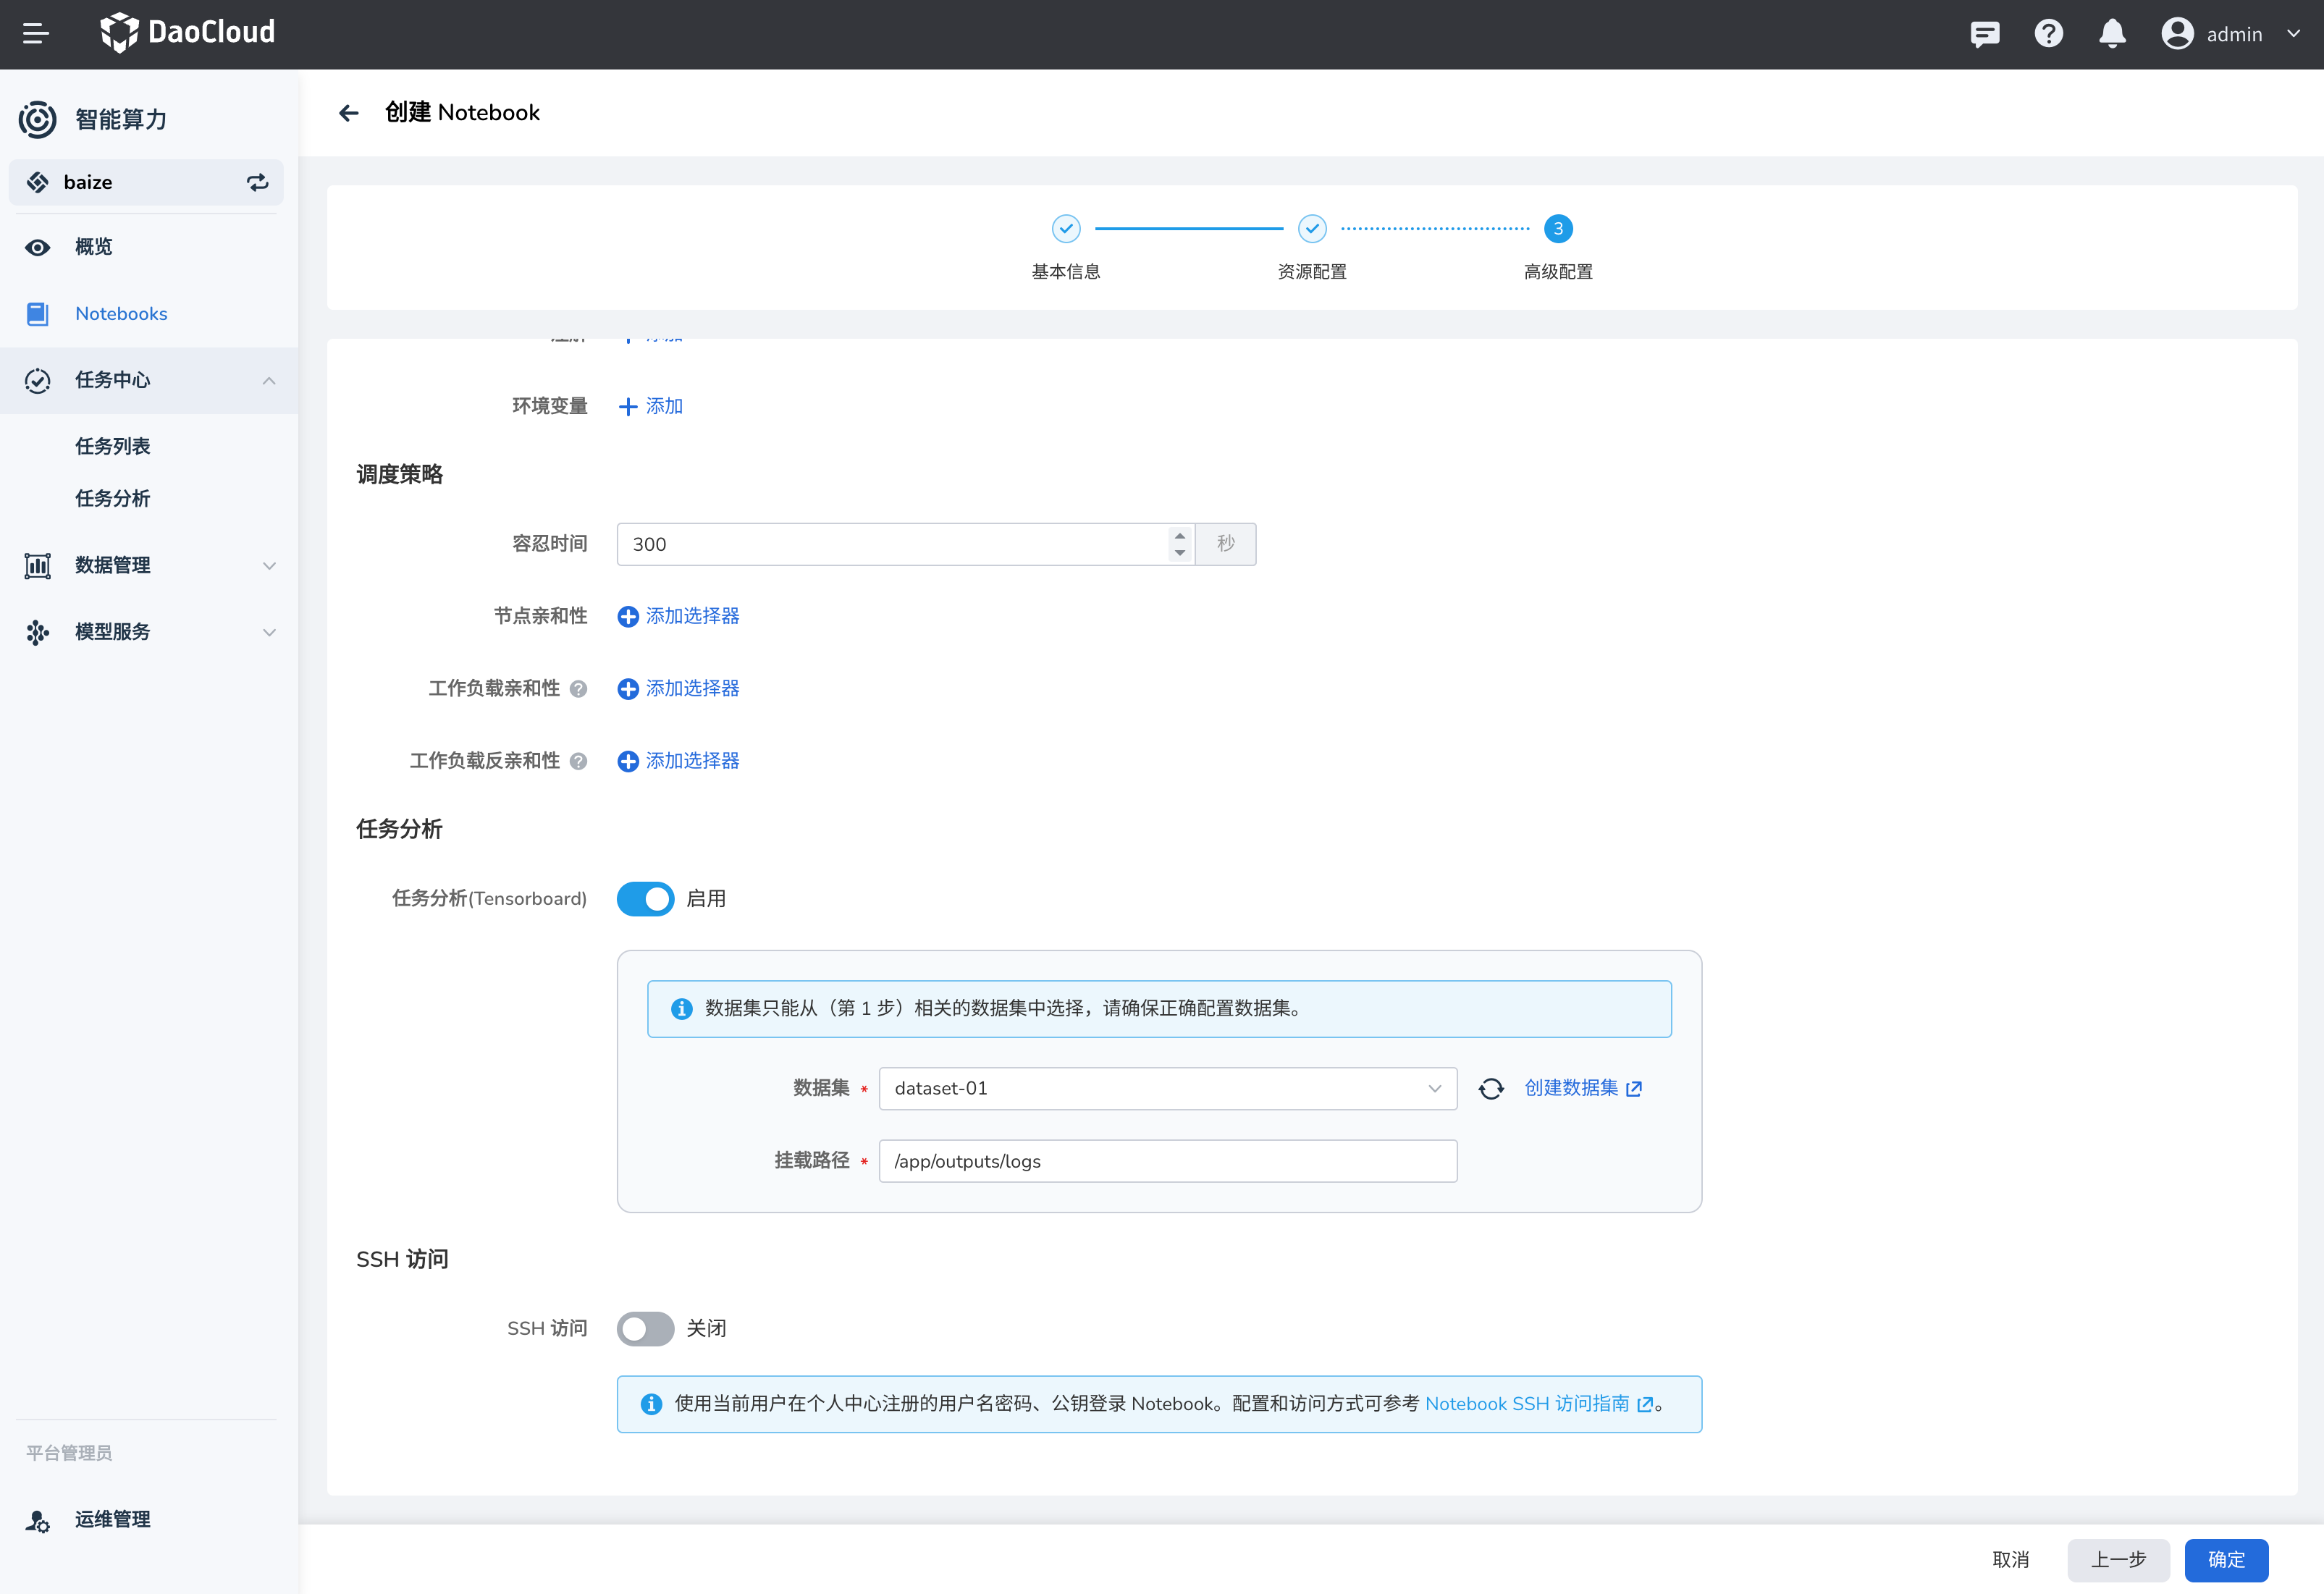 DaoCloud
admin
智能算力
baize
概览
Notebooks
任务中心
任务列表
任务分析
数据管理
模型服务
平台管理员
运维管理
创建 Notebook
3
基本信息
资源配置
高级配置
环境变量 添加
调度策略
容忍时间 300 秒
节点亲和性 添加选择器
工作负载亲和性 添加选择器
工作负载反亲和性 添加选择器
任务分析
任务分析(Tensorboard) 启用
数据集只能从（第 1 步）相关的数据集中选择，请确保正确配置数据集。
数据集 * dataset-01 创建数据集
挂载路径 * /app/outputs/logs
SSH 访问
SSH 访问 关闭
使用当前用户在个人中心注册的用户名密码、公钥登录 Notebook。配置和访问方式可参考 Notebook SSH 访问指南 。
取消 上一步 确定